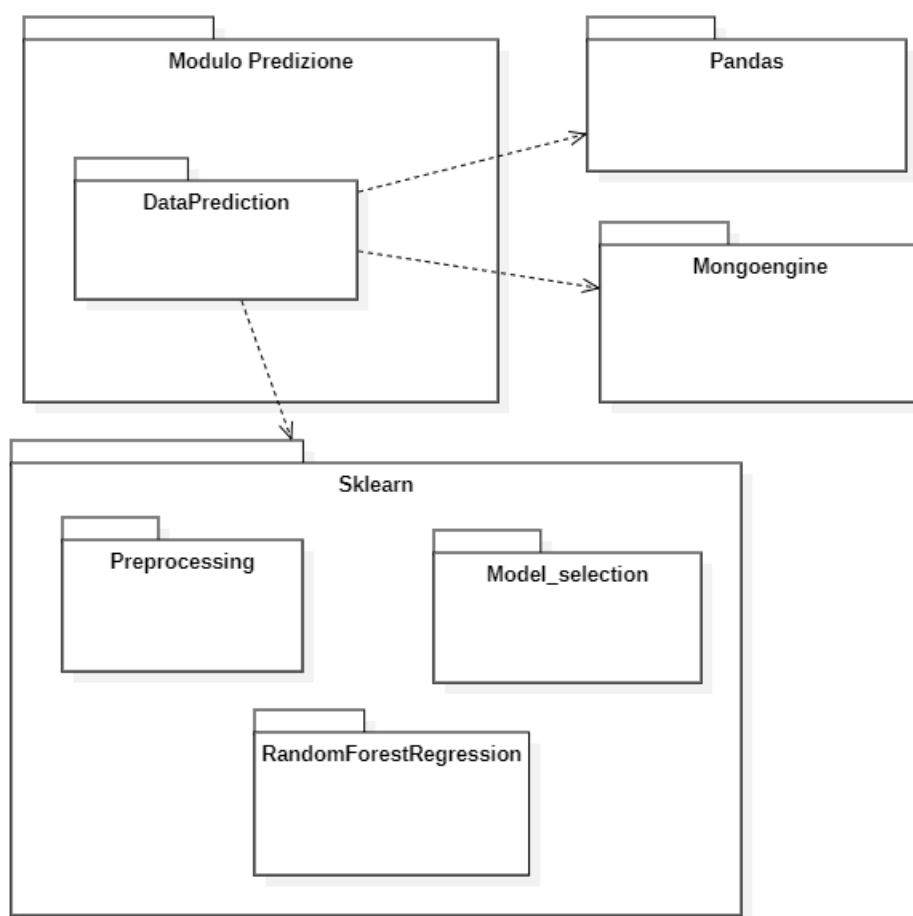 Modulo Predizione
Pandas
DataPrediction
Mongoengine
Sklearn
Preprocessing
Model_selection
RandomForestRegression